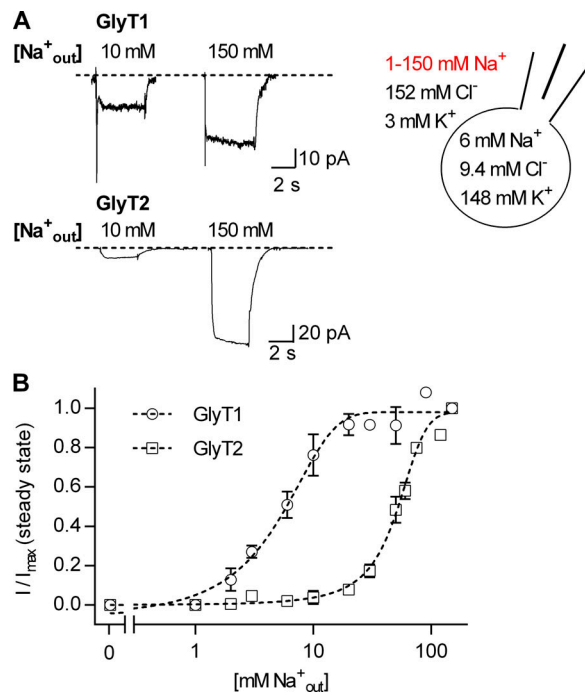 A
GlyT1
[Na⁺out] 10 mM 150 mM
10 pA
2 s
GlyT2
[Na⁺out] 10 mM 150 mM
20 pA
2 s
1-150 mM Na⁺
152 mM Cl⁻
3 mM K⁺
6 mM Na⁺
9.4 mM Cl⁻
148 mM K⁺
B
I / Imax (steady state)
1.0
0.8
0.6
0.4
0.2
0.0
GlyT1
GlyT2
0 1 10 100
[mM Na⁺out]